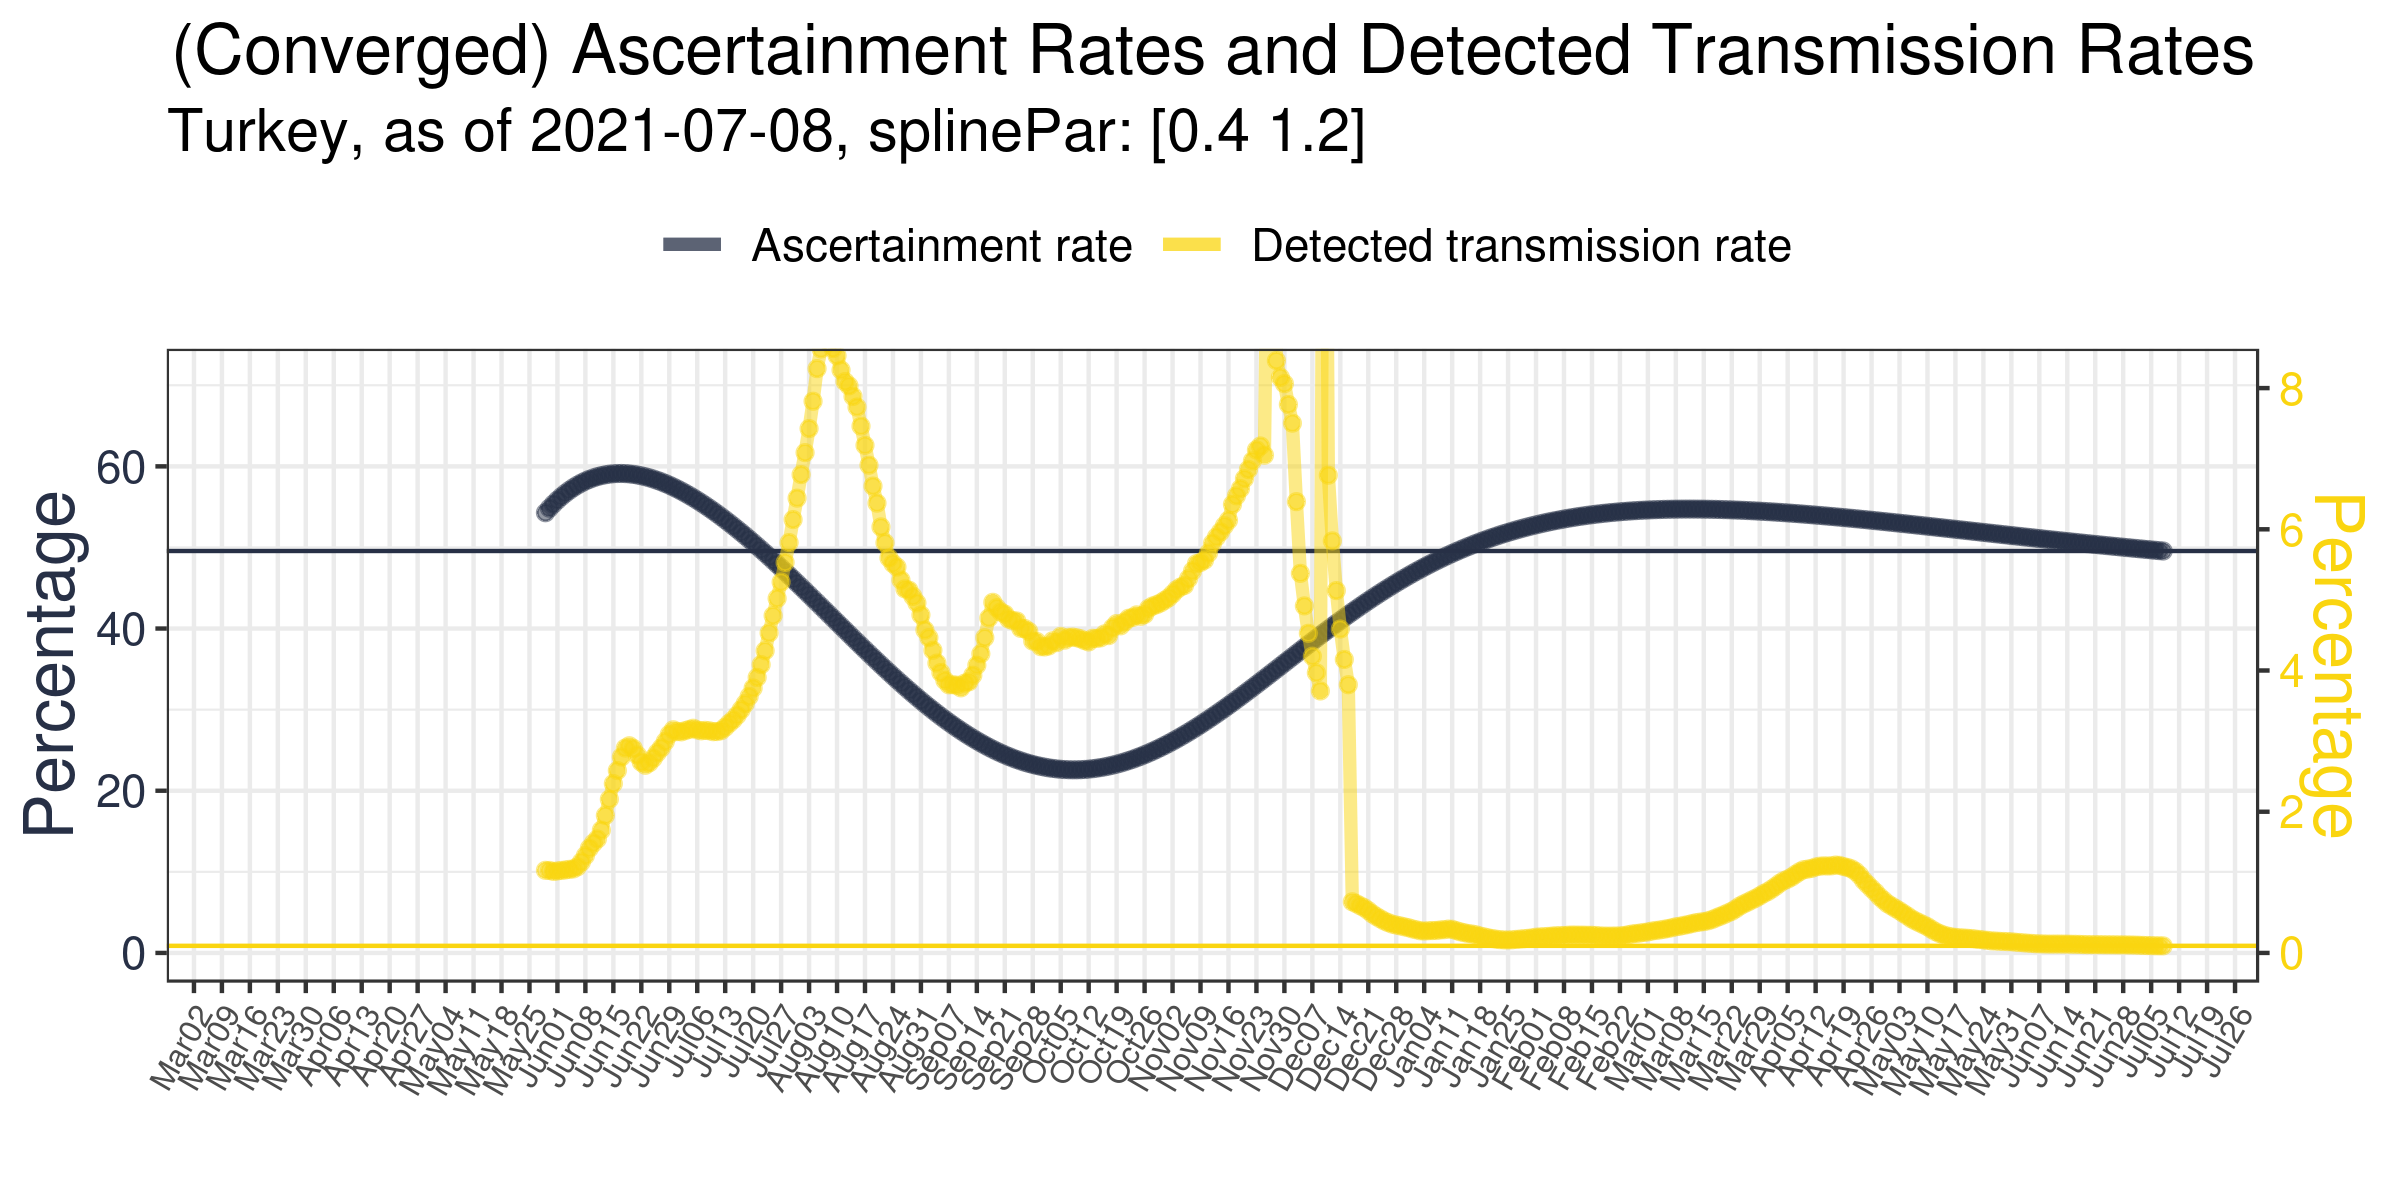 (Converged) Ascertainment Rates and Detected Transmission Rates
Turkey, as of 2021-07-08, splinePar: [0.4 1.2]
Ascertainment rate
Detected transmission rate
Percentage
60
40
20
0
8
6
4
2
0
Percentage
Mar02
Mar09
Mar16
Mar23
Mar30
Apr06
Apr13
Apr20
Apr27
May04
May11
May18
May25
Jun01
Jun08
Jun15
Jun22
Jun29
Jul06
Jul13
Jul20
Jul27
Aug03
Aug10
Aug17
Aug24
Aug31
Sep07
Sep14
Sep21
Sep28
Oct05
Oct12
Oct19
Oct26
Nov02
Nov09
Nov16
Nov23
Nov30
Dec07
Dec14
Dec21
Dec28
Jan04
Jan11
Jan18
Jan25
Feb01
Feb08
Feb15
Feb22
Mar01
Mar08
Mar15
Mar22
Mar29
Apr05
Apr12
Apr19
Apr26
May03
May10
May17
May24
May31
Jun07
Jun14
Jun21
Jun28
Jul05
Jul12
Jul19
Jul26